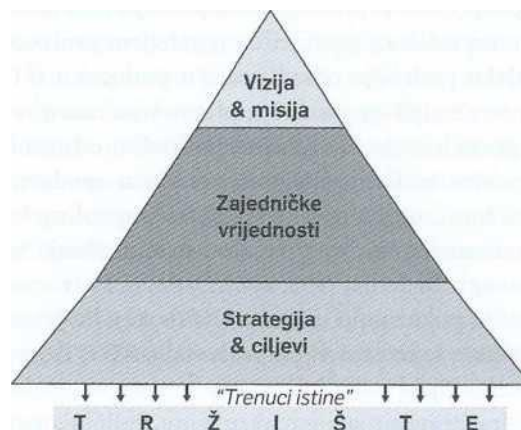 Vizija
& misija
Zajedničke
vrijednosti
Strategija
& ciljevi
"Trenuci istine"
T R Ž I Š T E